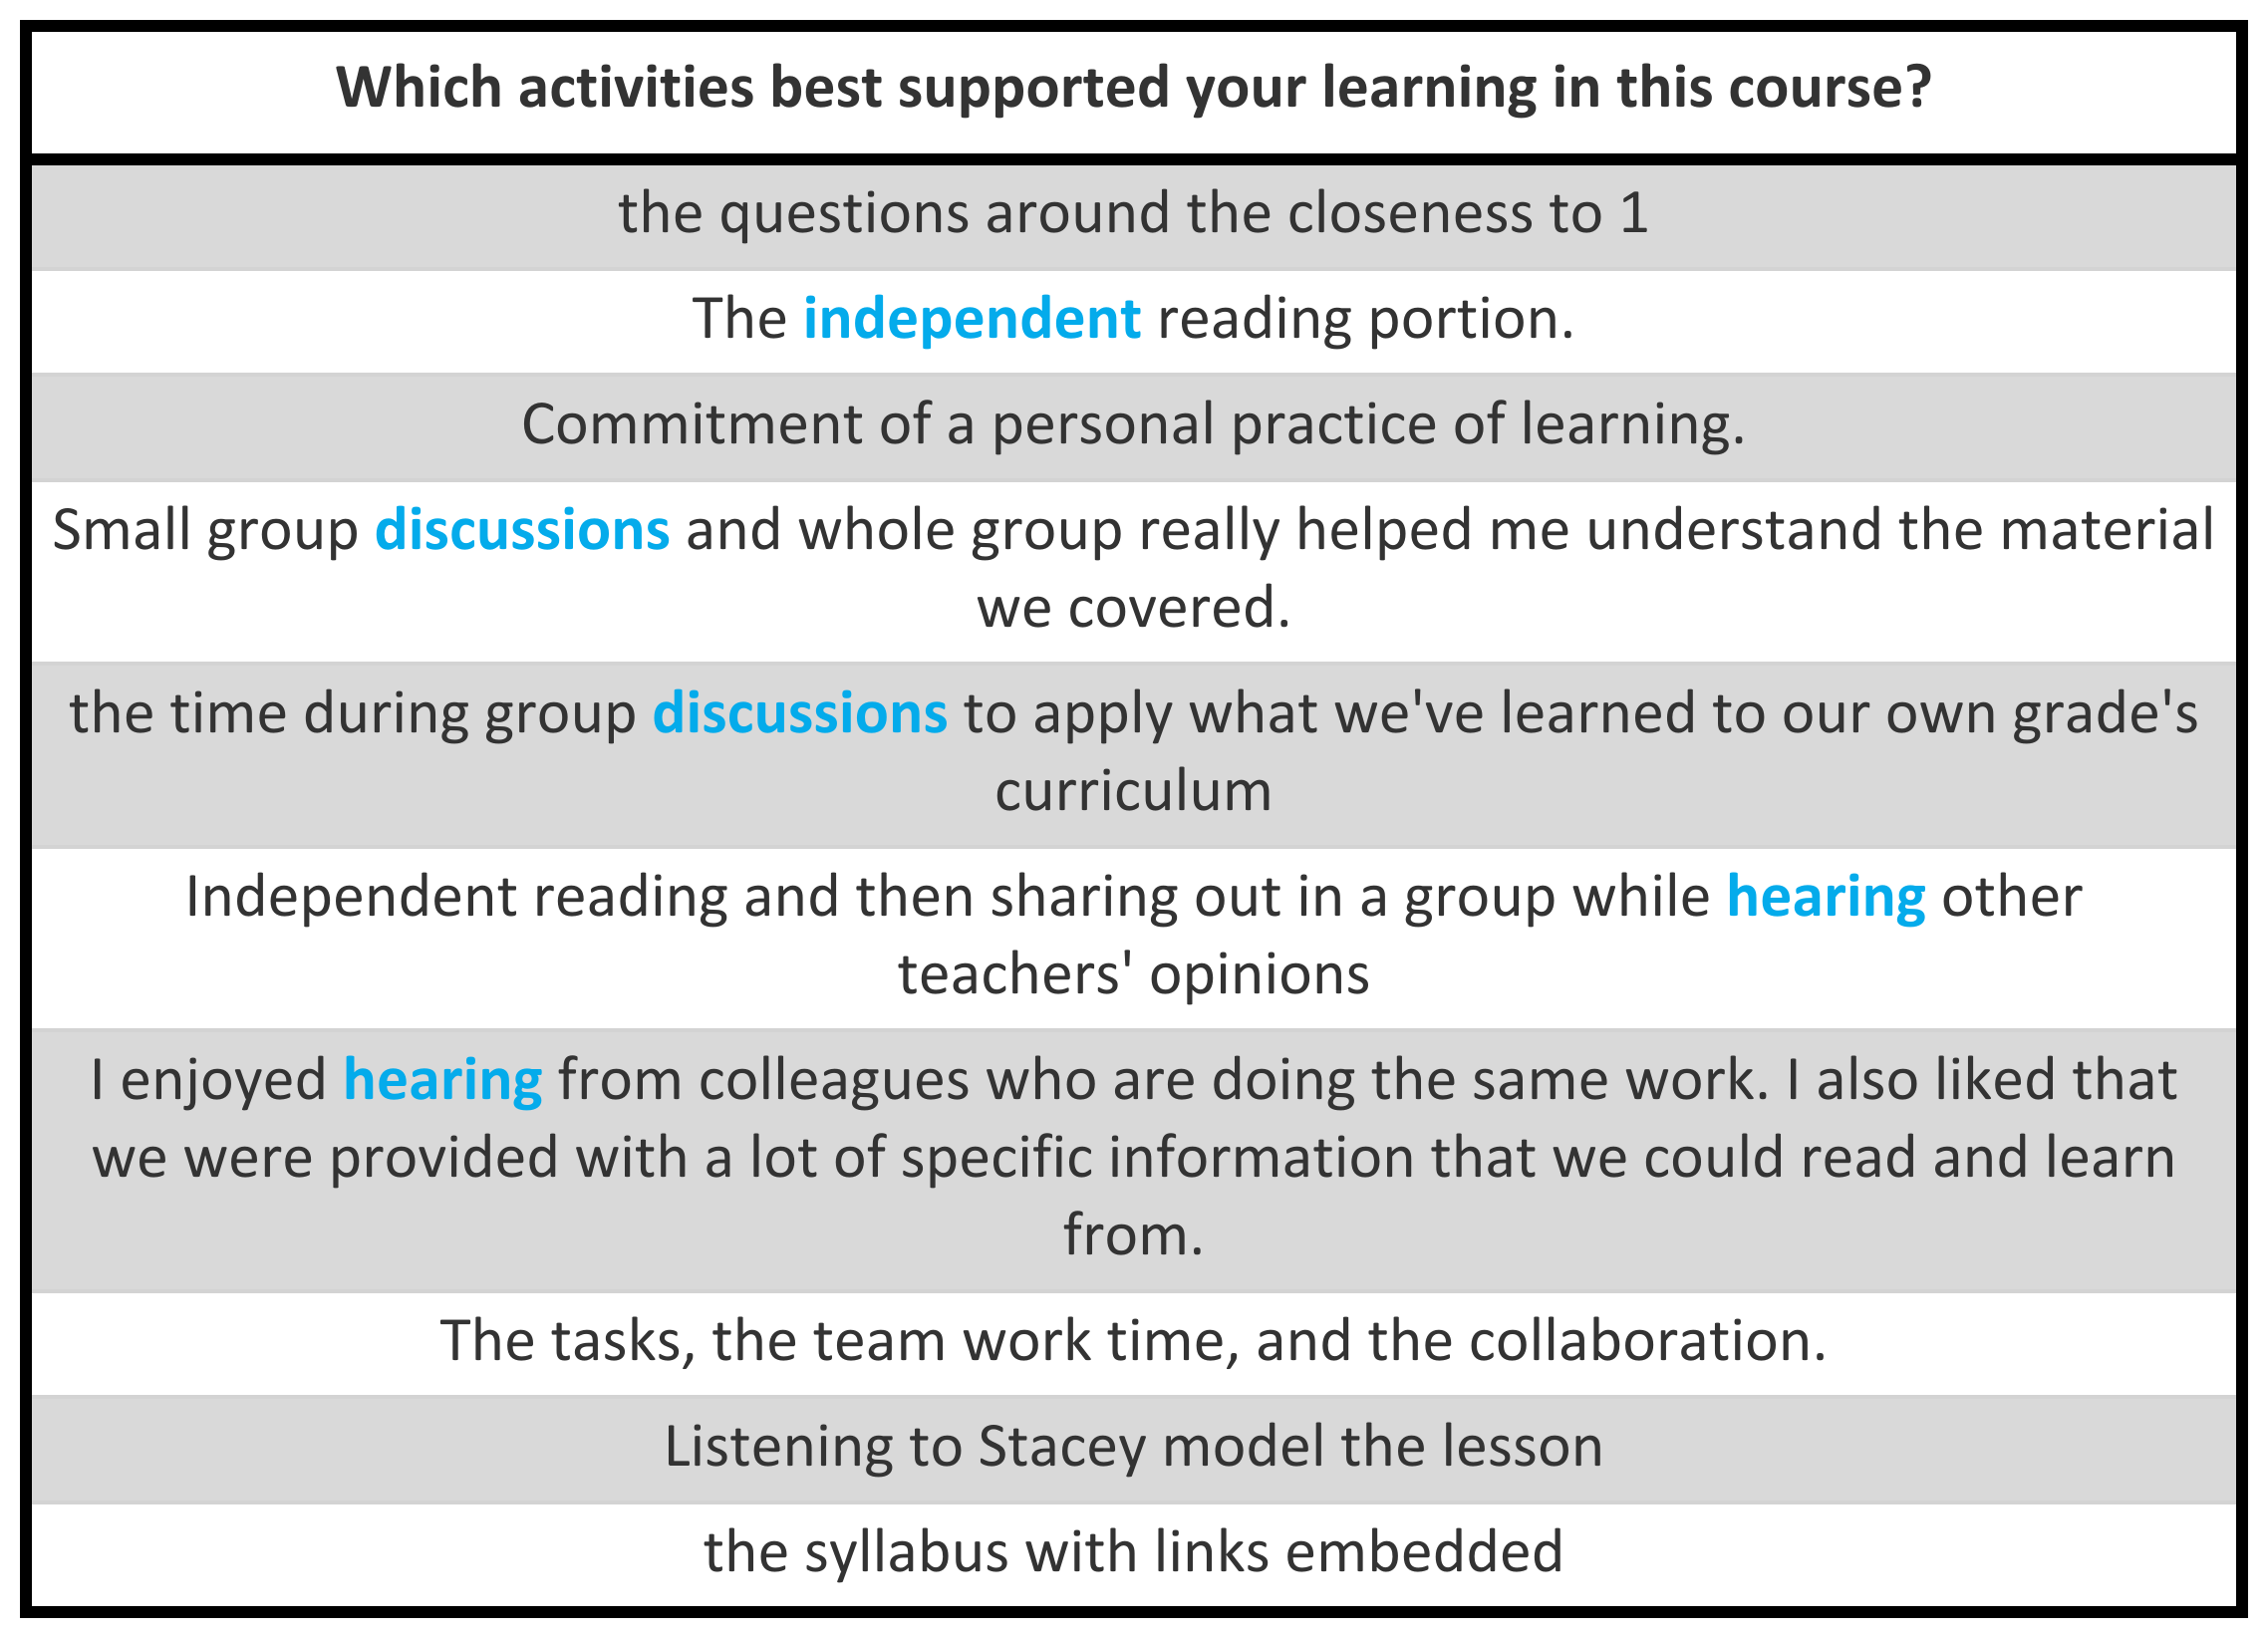 Which activities best supported your learning in this course?
the questions around the closeness to 1
The independent reading portion.
Commitment of a personal practice of learning.
Small group discussions and whole group really helped me understand the material
we covered.
the time during group discussions to apply what we've learned to our own grade's
curriculum
Independent reading and then sharing out in a group while hearing other
teachers' opinions
I enjoyed hearing from colleagues who are doing the same work. I also liked that
we were provided with a lot of specific information that we could read and learn
from.
The tasks, the team work time, and the collaboration.
Listening to Stacey model the lesson
the syllabus with links embedded